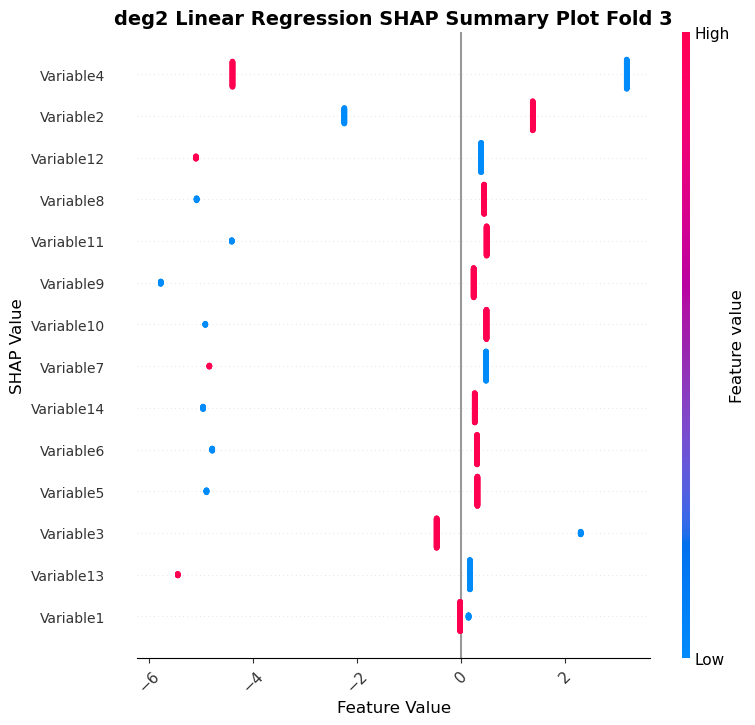 deg2 Linear Regression SHAP Summary Plot Fold 3
High
Variable4
Variable2
Variable12
Variable8
Variable11
Variable9
Variable10
Variable7
Variable14
Variable6
Variable5
Variable3
Variable13
Variable1
SHAP Value
Feature value
Low
−6 −4 −2 0 2
Feature Value